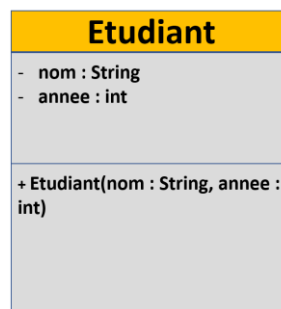 Etudiant
- nom : String
- annee : int
+ Etudiant(nom : String, annee :
int)